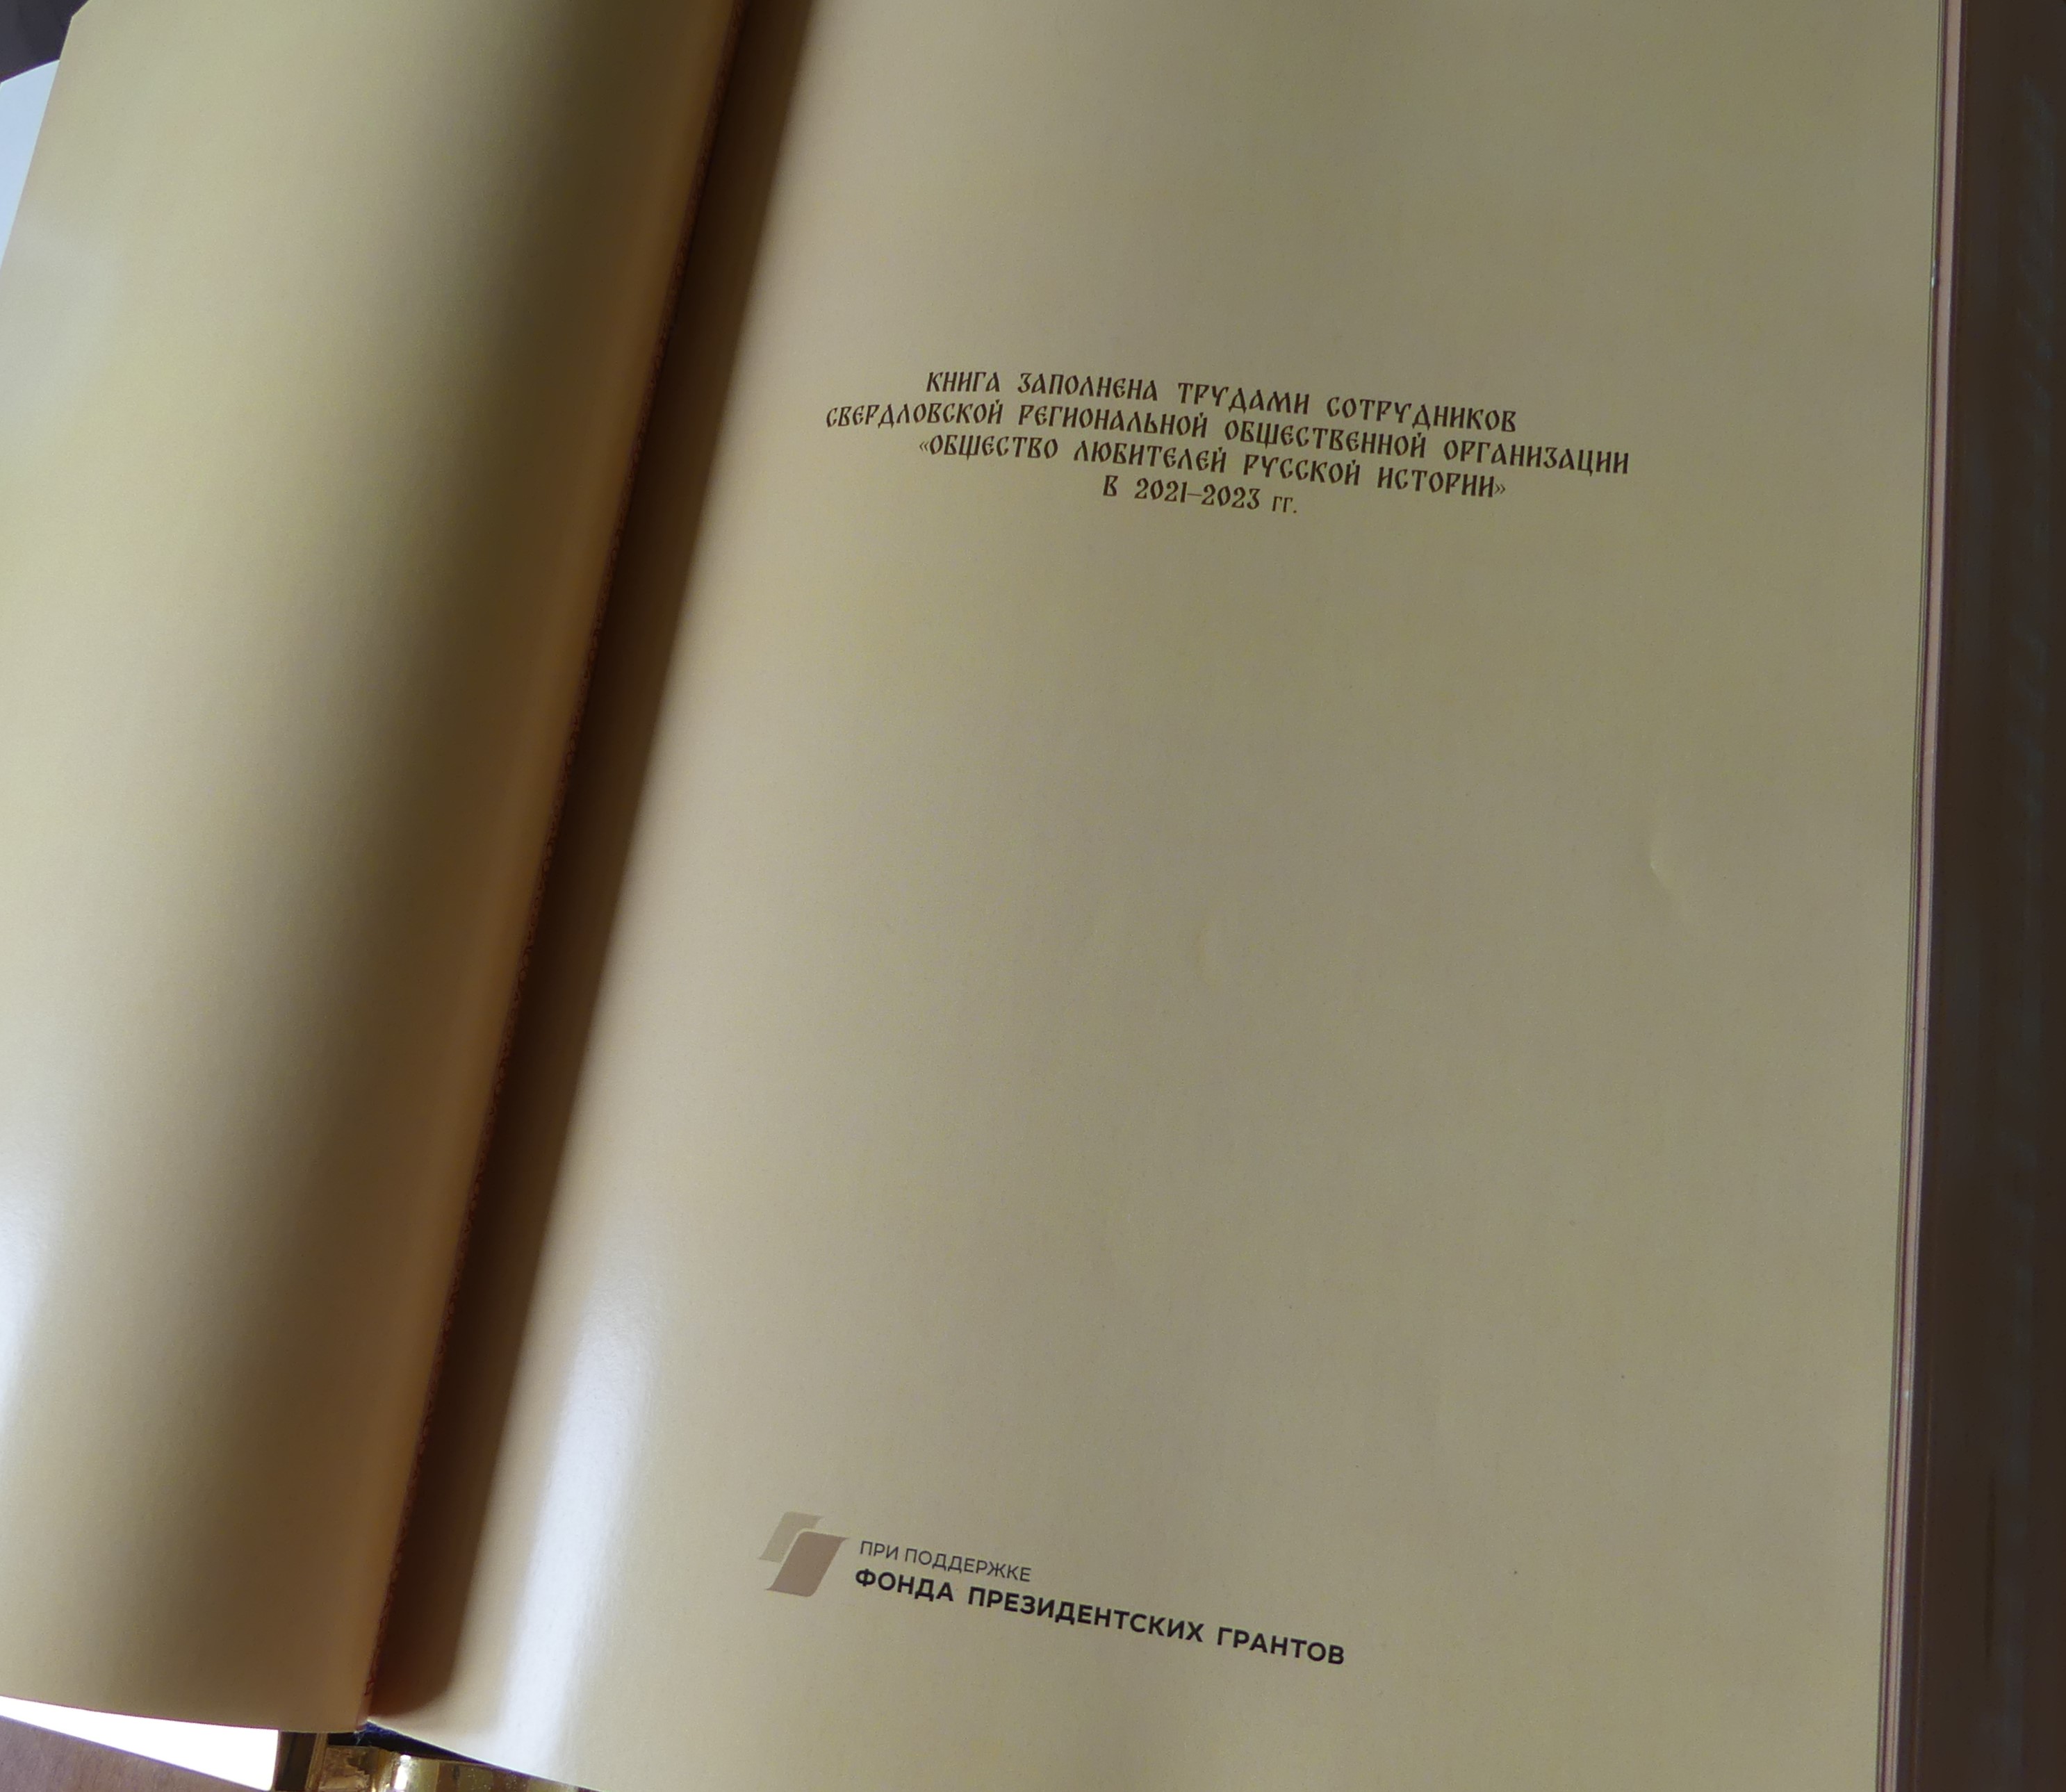 КНИГА ЗАПОЛНЕНА ТРУДАМИ СОТРУДНИКОВ
СВЕРДЛОВСКОЙ РЕГИОНАЛЬНОЙ ОБЩЕСТВЕННОЙ ОРГАНИЗАЦИИ
«ОБЩЕСТВО ЛЮБИТЕЛЕЙ РУССКОЙ ИСТОРИИ»
В 2021–2023 гг.
ПРИ ПОДДЕРЖКЕ
ФОНДА ПРЕЗИДЕНТСКИХ ГРАНТОВ